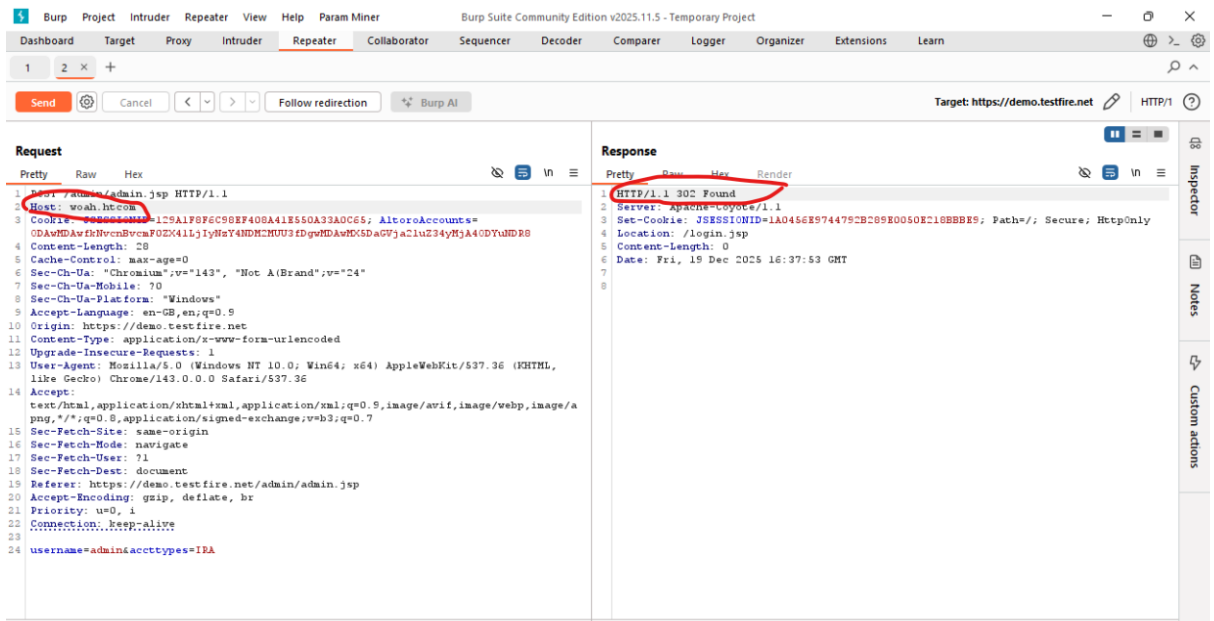 Burp Project Intruder Repeater View Help Param Miner Burp Suite Community Edition v2025.11.5 - Temporary Project
Dashboard Target Proxy Intruder Repeater Collaborator Sequencer Decoder Comparer Logger Organizer Extensions Learn
1 2 × +
Send Cancel < > Follow redirection Burp AI Target: https://demo.testfire.net HTTP/1
Request
Pretty Raw Hex \n
1 POST /admin/admin.jsp HTTP/1.1
2 Host: woah.htcom
3 Cookie: JSESSIONID=129A1F8F6C98EF408A41E550A33A0C65; AltoroAccounts=
4 Content-Length: 28
5 Cache-Control: max-age=0
6 Sec-Ch-Ua: "Chromium";v="143", "Not A(Brand";v="24"
7 Sec-Ch-Ua-Mobile: ?0
8 Sec-Ch-Ua-Platform: "Windows"
9 Accept-Language: en-GB,en;q=0.9
10 Origin: https://demo.testfire.net
11 Content-Type: application/x-www-form-urlencoded
12 Upgrade-Insecure-Requests: 1
13 User-Agent: Mozilla/5.0 (Windows NT 10.0; Win64; x64) AppleWebKit/537.36 (KHTML,
like Gecko) Chrome/143.0.0.0 Safari/537.36
14 Accept:
text/html,application/xhtml+xml,application/xml;q=0.9,image/avif,image/webp,image/a
png,*/*;q=0.8,application/signed-exchange;v=b3;q=0.7
15 Sec-Fetch-Site: same-origin
16 Sec-Fetch-Mode: navigate
17 Sec-Fetch-User: ?1
18 Sec-Fetch-Dest: document
19 Referer: https://demo.testfire.net/admin/admin.jsp
20 Accept-Encoding: gzip, deflate, br
21 Priority: u=0, i
22 Connection: keep-alive
23
24 username=admin&accttypes=IRA
Response
Pretty Raw Hex Render \n
1 HTTP/1.1 302 Found
2 Server: Apache-Coyote/1.1
3 Set-Cookie: JSESSIONID=1A0456E9744792B289E0050E218BBBE9; Path=/; Secure; HttpOnly
4 Location: /login.jsp
5 Content-Length: 0
6 Date: Fri, 19 Dec 2025 16:37:53 GMT
7
8
Inspector
Notes
Custom actions